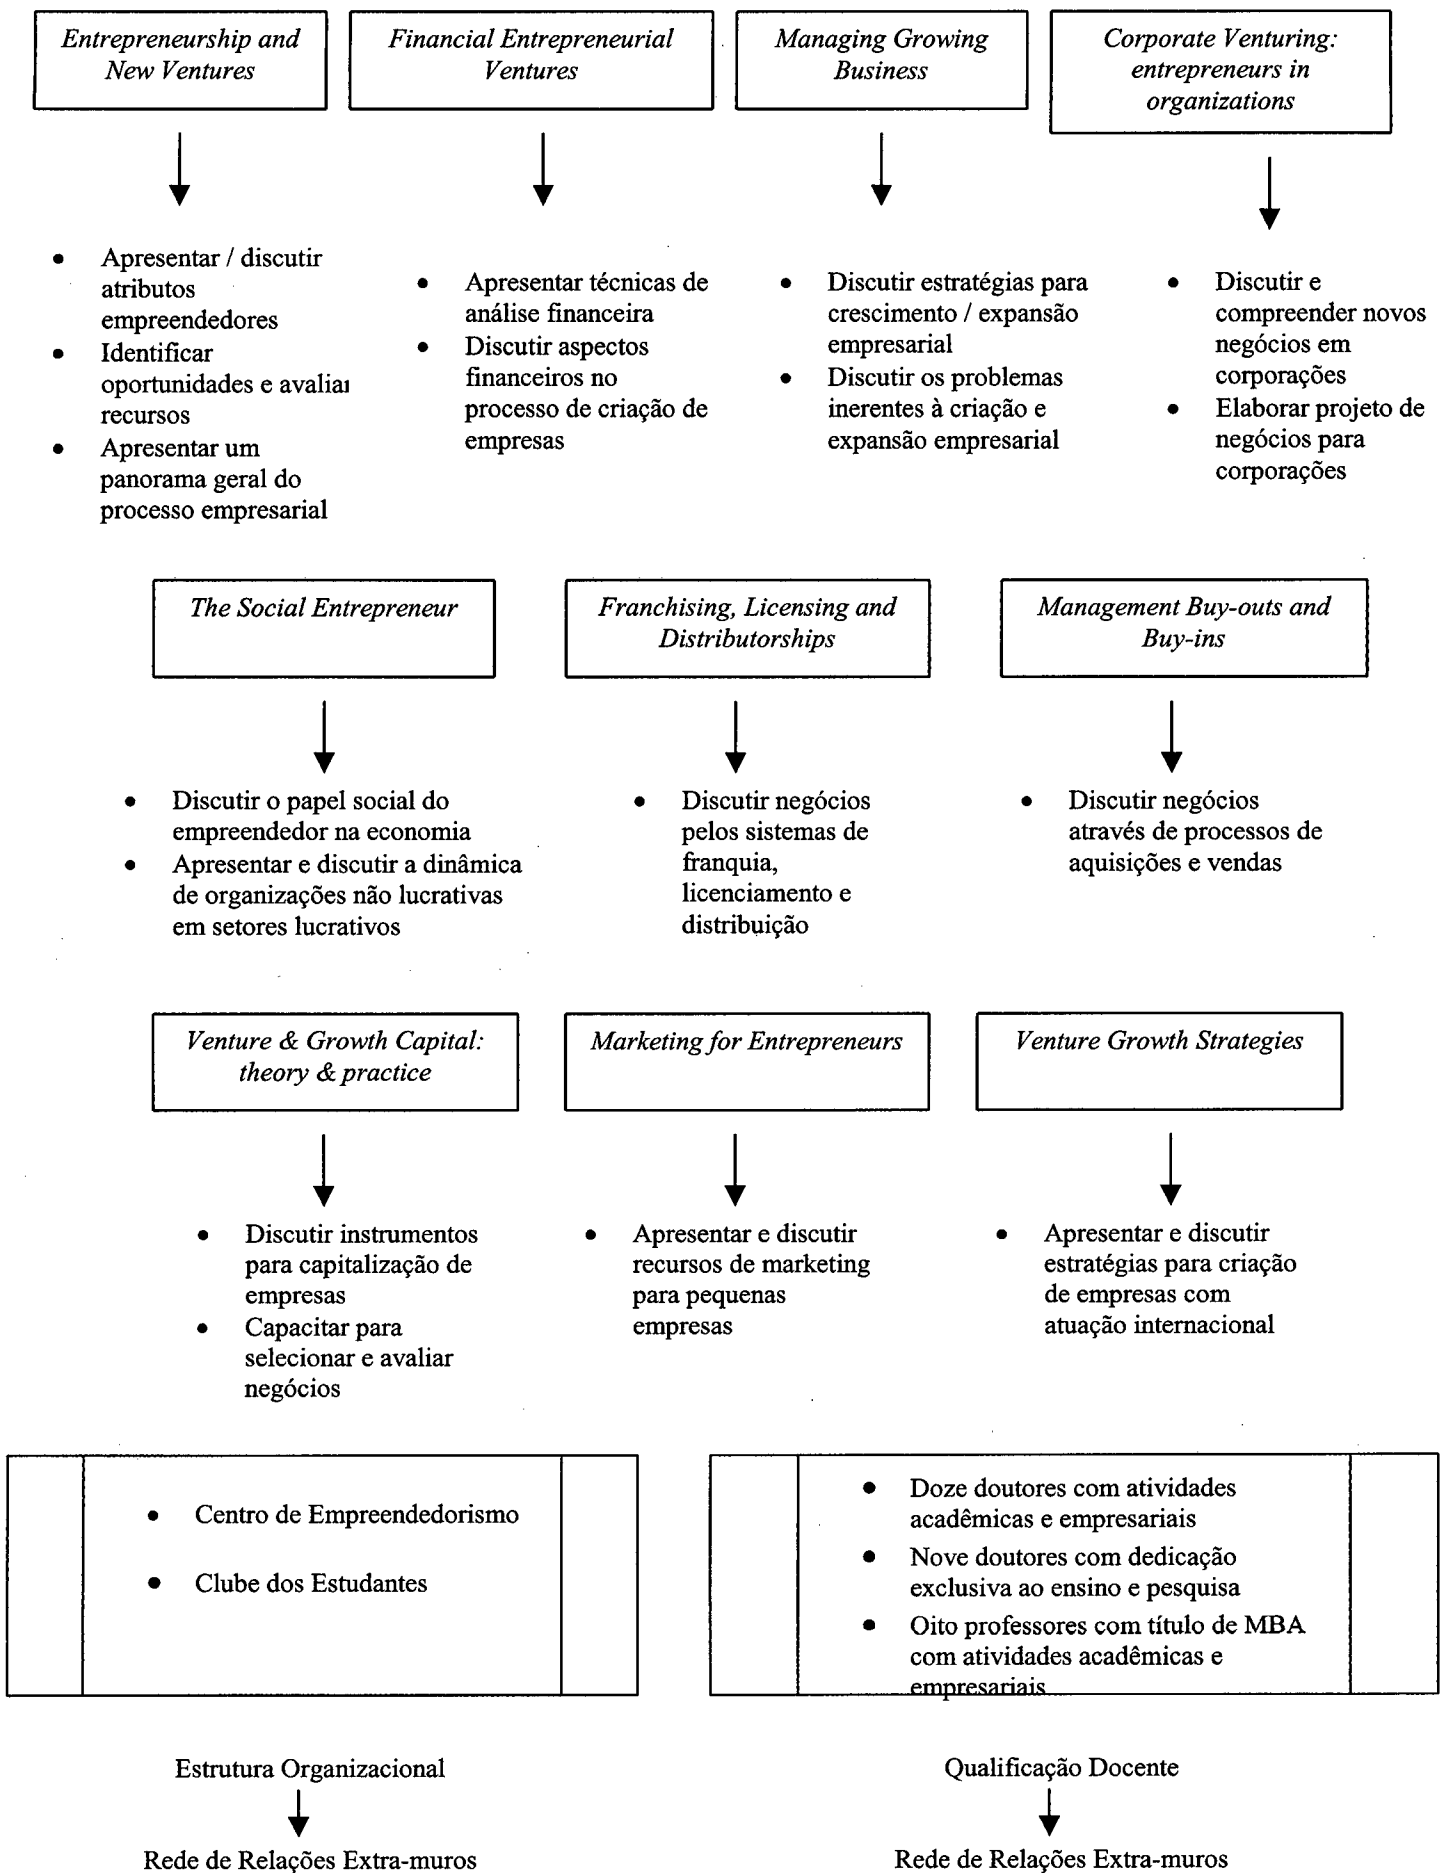 Entrepreneurship and
New Ventures
Financial Entrepreneurial
Ventures
Managing Growing
Business
Corporate Venturing:
entrepreneurs in
organizations
• Apresentar / discutir
atributos
empreendedores
• Identificar
oportunidades e avaliar
recursos
• Apresentar um
panorama geral do
processo empresarial
• Apresentar técnicas de
análise financeira
• Discutir aspectos
financeiros no
processo de criação de
empresas
• Discutir estratégias para
crescimento / expansão
empresarial
• Discutir os problemas
inerentes à criação e
expansão empresarial
• Discutir e
compreender novos
negócios em
corporações
• Elaborar projeto de
negócios para
corporações
The Social Entrepreneur
Franchising, Licensing and
Distributorships
Management Buy-outs and
Buy-ins
• Discutir o papel social do
empreendedor na economia
• Apresentar e discutir a dinâmica
de organizações não lucrativas
em setores lucrativos
• Discutir negócios
pelos sistemas de
franquia,
licenciamento e
distribuição
• Discutir negócios
através de processos de
aquisições e vendas
Venture & Growth Capital:
theory & practice
Marketing for Entrepreneurs
Venture Growth Strategies
• Discutir instrumentos
para capitalização de
empresas
• Capacitar para
selecionar e avaliar
negócios
• Apresentar e discutir
recursos de marketing
para pequenas
empresas
• Apresentar e discutir
estratégias para criação
de empresas com
atuação internacional
• Centro de Empreendedorismo
• Clube dos Estudantes
• Doze doutores com atividades
acadêmicas e empresariais
• Nove doutores com dedicação
exclusiva ao ensino e pesquisa
• Oito professores com título de MBA
com atividades acadêmicas e
empresariais
Estrutura Organizacional
Qualificação Docente
Rede de Relações Extra-muros
Rede de Relações Extra-muros